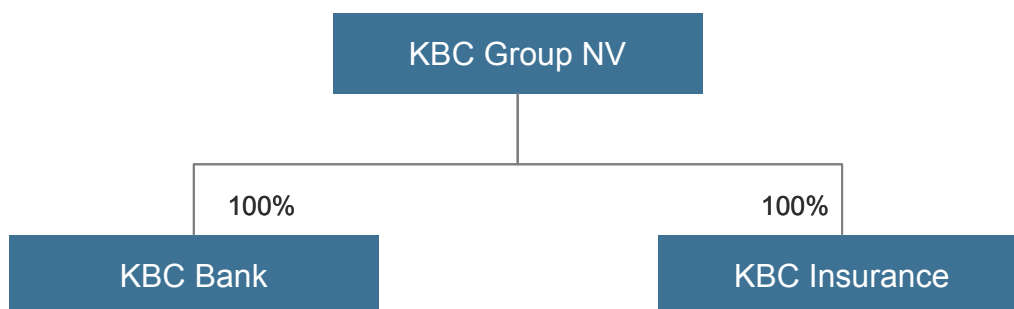 KBC Group NV
100%
100%
KBC Bank
KBC Insurance